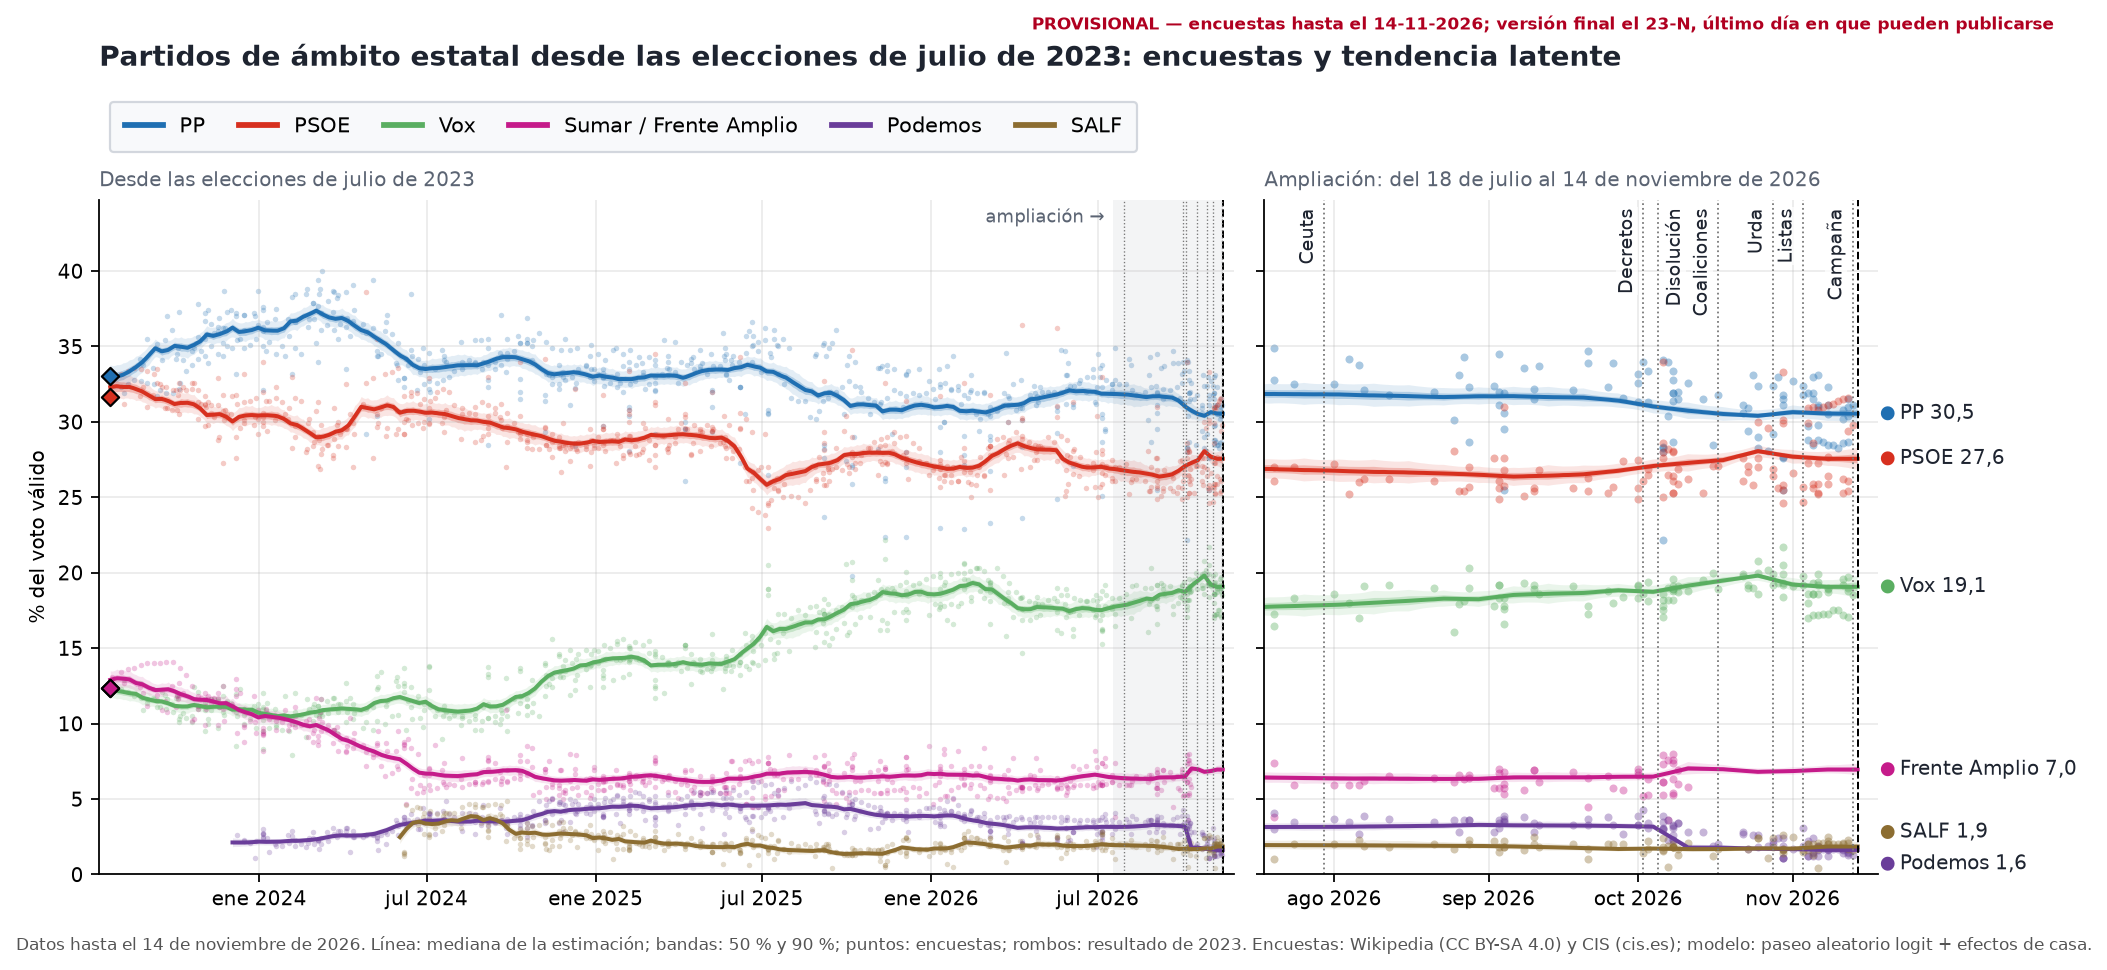 PROVISIONAL — encuestas hasta el 14-11-2026; versión final el 23-N, último día en que pueden publicarse
Partidos de ámbito estatal desde las elecciones de julio de 2023: encuestas y tendencia latente
PP
PSOE
Vox
Sumar / Frente Amplio
Podemos
SALF
Desde las elecciones de julio de 2023
ampliación →
% del voto válido
40
35
30
25
20
15
10
5
0
ene 2024
jul 2024
ene 2025
jul 2025
ene 2026
jul 2026
Ampliación: del 18 de julio al 14 de noviembre de 2026
Ceuta
Decretos
Disolución
Coaliciones
Urda
Listas
Campaña
PP 30,5
PSOE 27,6
Vox 19,1
Frente Amplio 7,0
SALF 1,9
Podemos 1,6
ago 2026
sep 2026
oct 2026
nov 2026
Datos hasta el 14 de noviembre de 2026. Línea: mediana de la estimación; bandas: 50 % y 90 %; puntos: encuestas; rombos: resultado de 2023. Encuestas: Wikipedia (CC BY-SA 4.0) y CIS (cis.es); modelo: paseo aleatorio logit + efectos de casa.